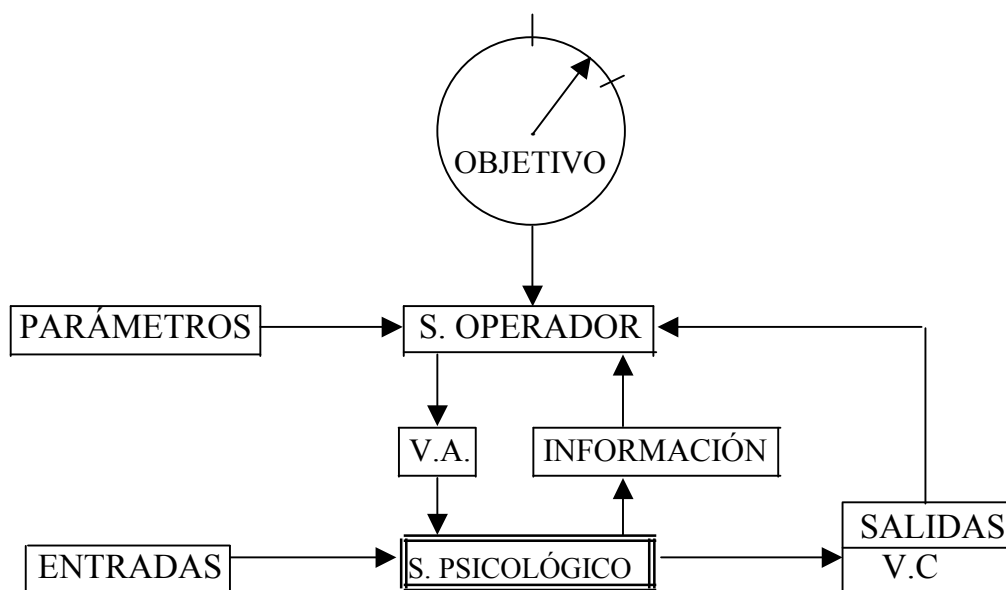 OBJETIVO
PARÁMETROS
S. OPERADOR
V.A.
INFORMACIÓN
ENTRADAS
S. PSICOLÓGICO
SALIDAS
V.C